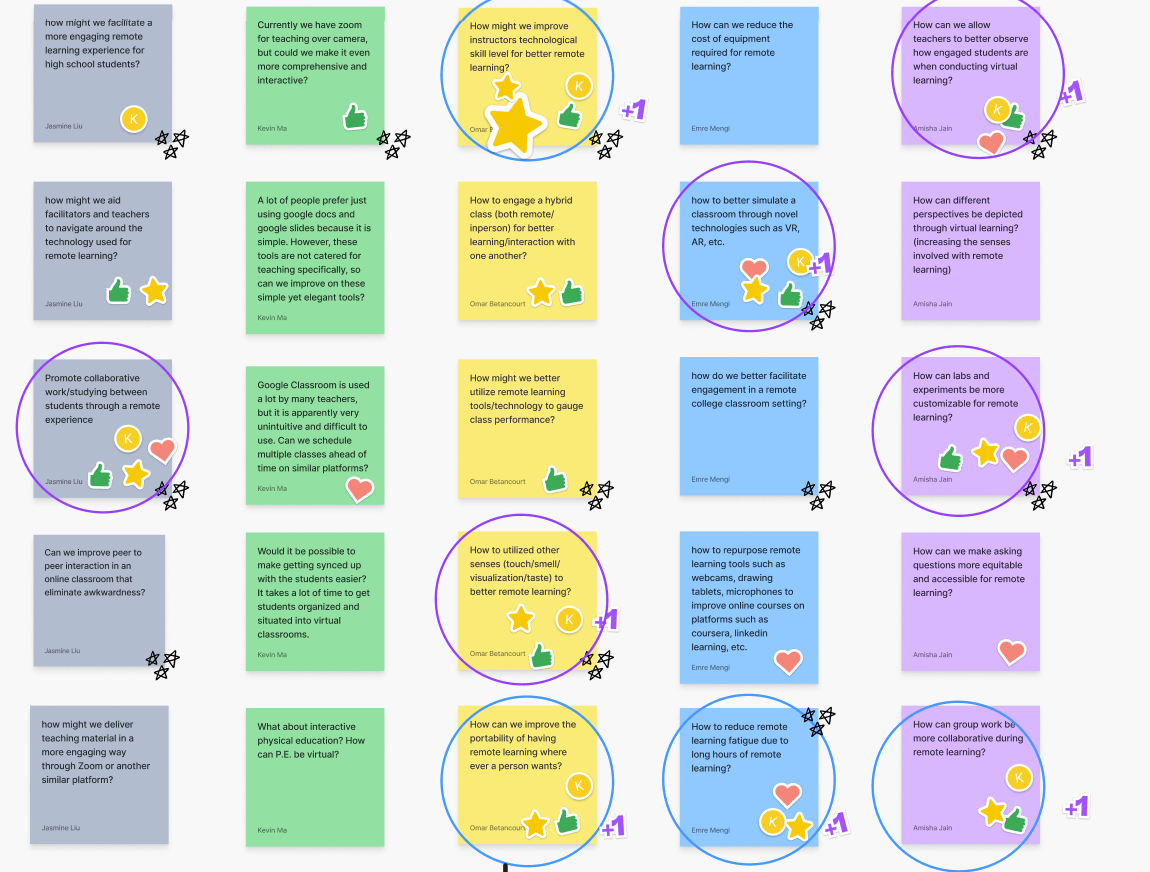 how might we facilitate a
more engaging remote
learning experience for
high school students?
K
Jasmine Liu
Currently we have zoom
for teaching over camera,
but could we make it even
more comprehensive and
interactive?
Kevin Ma
How might we improve
instructors technological
skill level for better remote
learning?
K
Omar B
+1
How can we reduce the
cost of equipment
required for remote
learning?
Emre Mengi
How can we allow
teachers to better observe
how engaged students are
when conducting virtual
learning?
K
Amisha Jain
+1
how might we aid
facilitators and teachers
to navigate around the
technology used for
remote learning?
Jasmine Liu
A lot of people prefer just
using google docs and
google slides because it is
simple. However, these
tools are not catered for
teaching specifically, so
can we improve on these
simple yet elegant tools?
Kevin Ma
How to engage a hybrid
class (both remote/
inperson) for better
learning/interaction with
one another?
Omar Betancourt
how to better simulate a
classroom through novel
technologies such as VR,
AR, etc.
K
+1
Emre Mengi
How can different
perspectives be depicted
through virtual learning?
(increasing the senses
involved with remote
learning)
Amisha Jain
Promote collaborative
work/studying between
students through a remote
experience
K
Jasmine Liu
Google Classroom is used
a lot by many teachers,
but it is apparently very
unintuitive and difficult to
use. Can we schedule
multiple classes ahead of
time on similar platforms?
Kevin Ma
How might we better
utilize remote learning
tools/technology to gauge
class performance?
Omar Betancourt
how do we better facilitate
engagement in a remote
college classroom setting?
Emre Mengi
How can labs and
experiments be more
customizable for remote
learning?
K
Amisha Jain
+1
Can we improve peer to
peer interaction in an
online classroom that
eliminate awkwardness?
Jasmine Liu
Would it be possible to
make getting synced up
with the students easier?
It takes a lot of time to get
students organized and
situated into virtual
classrooms.
Kevin Ma
How to utilized other
senses (touch/smell/
visualization/taste) to
better remote learning?
K
+1
Omar Betancourt
how to repurpose remote
learning tools such as
webcams, drawing
tablets, microphones to
improve online courses on
platforms such as
coursera, linkedin
learning, etc.
Emre Mengi
How can we make asking
questions more equitable
and accessible for remote
learning?
Amisha Jain
how might we deliver
teaching material in a
more engaging way
through Zoom or another
similar platform?
Jasmine Liu
What about interactive
physical education? How
can P.E. be virtual?
Kevin Ma
How can we improve the
portability of having
remote learning where
ever a person wants?
K
Omar Betancourt
+1
How to reduce remote
learning fatigue due to
long hours of remote
learning?
K
Emre Mengi
+1
How can group work be
more collaborative during
remote learning?
K
Amisha Jain
+1